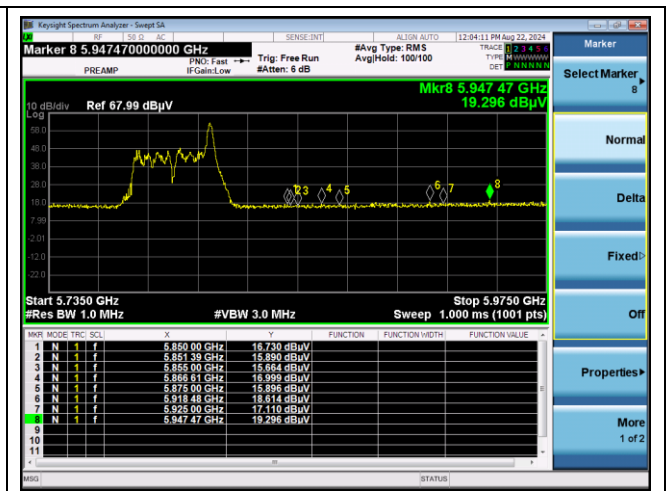 Keysight Spectrum Analyzer - Swept SA
RF 50 Ω AC SENSE:INT ALIGN AUTO 12:04:11 PM Aug 22, 2024
Marker 8 5.947470000000 GHz
PREAMP
PNO: Fast
IFGain:Low
Trig: Free Run
#Atten: 6 dB
#Avg Type: RMS
Avg|Hold: 100/100
TRACE 1 2 3 4 5 6
TYPE M WWWWW
DET P NNNNN
Mkr8 5.947 47 GHz
19.296 dBµV
10 dB/div Ref 67.99 dBµV
Log
58.0
48.0
38.0
28.0
18.0
7.99
-2.01
-12.0
-22.0
1 2 3 4 5 6 7 8
Start 5.7350 GHz Stop 5.9750 GHz
#Res BW 1.0 MHz #VBW 3.0 MHz Sweep 1.000 ms (1001 pts)
MKR MODE TRC SCL X Y FUNCTION FUNCTION WIDTH FUNCTION VALUE
1 N 1 f 5.850 00 GHz 16.730 dBµV
2 N 1 f 5.851 39 GHz 15.890 dBµV
3 N 1 f 5.855 00 GHz 15.664 dBµV
4 N 1 f 5.866 61 GHz 16.999 dBµV
5 N 1 f 5.875 00 GHz 15.896 dBµV
6 N 1 f 5.918 48 GHz 18.614 dBµV
7 N 1 f 5.925 00 GHz 17.110 dBµV
8 N 1 f 5.947 47 GHz 19.296 dBµV
9
10
11
MSG STATUS
Marker
Select Marker
8
Normal
Delta
Fixed
Off
Properties
More
1 of 2